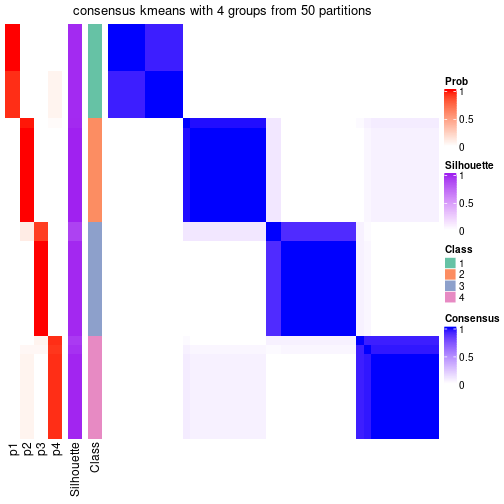 consensus kmeans with 4 groups from 50 partitions
Prob
1
0.5
0
Silhouette
1
0.5
0
Class
1
2
3
4
Consensus
1
0.5
0
p1
p2
p3
p4
Silhouette
Class